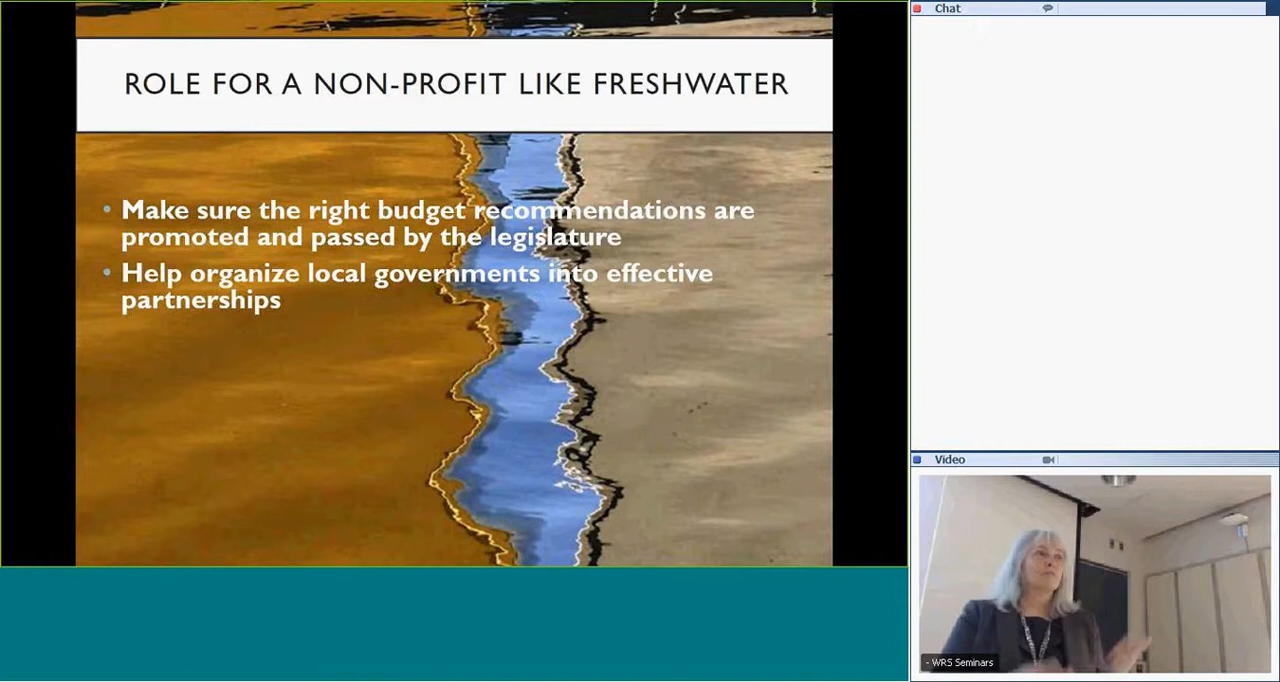 Chat
ROLE FOR A NON-PROFIT LIKE FRESHWATER
Make sure the right budget recommendations are
promoted and passed by the legislature
Help organize local governments into effective
partnerships
Video
- WRS Seminars